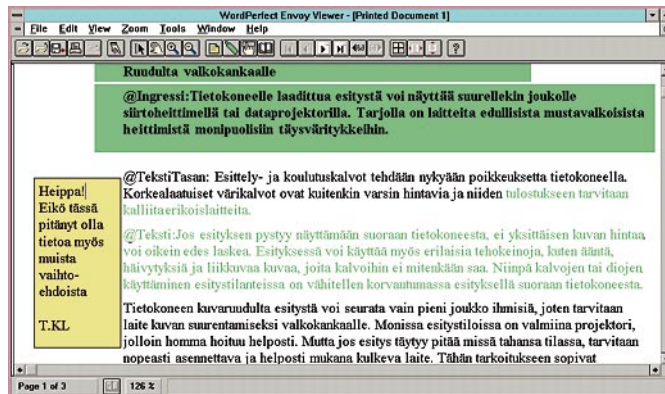 WordPerfect Envoy Viewer - [Printed Document 1]
File Edit View Zoom Tools Window Help
Ruudulta valkokankaalle
@Ingressi:Tietokoneelle laadittua esitystä voi näyttää suurellekin joukolle
siirtoheittimellä tai dataprojektorilla. Tarjolla on laitteita edullisista mustavalkoisista
heittimistä monipuolisiin täysväritykkeihin.
@TekstiTasan: Esittely- ja koulutuskalvot tehdään nykyään poikkeuksetta tietokoneella.
Korkealaatuiset värikalvot ovat kuitenkin varsin hintavia ja niiden tulostukseen tarvitaan
kalliitaerikoislaitteita.
@Teksti:Jos esityksen pystyy näyttämään suoraan tietokoneesta, ei yksittäisen kuvan hintaa
voi oikein edes laskea. Esityksessä voi käyttää myös erilaisia tehokeinoja, kuten ääntä,
häivytyksiä ja liikkuvaa kuvaa, joita kalvoihin ei mitenkään saa. Niinpä kalvojen tai diojen
käyttäminen esitystilanteissa on vähitellen korvautumassa esityksellä suoraan tietokoneesta.
Tietokoneen kuvaruudulta esitystä voi seurata vain pieni joukko ihmisiä, joten tarvitaan
laite kuvan suurentamiseksi valkokankaalle. Monissa esitystiloissa on valmiina projektori,
jolloin homma hoituu helposti. Mutta jos esitys täytyy pitää missä tahansa tilassa, tarvitaan
nopeasti asennettava ja helposti mukana kulkeva laite. Tähän tarkoitukseen sopivat
Heippa!
Eikö tässä
pitänyt olla
tietoa myös
muista
vaihto-
ehdoista
T.KL
Page 1 of 3
126 %